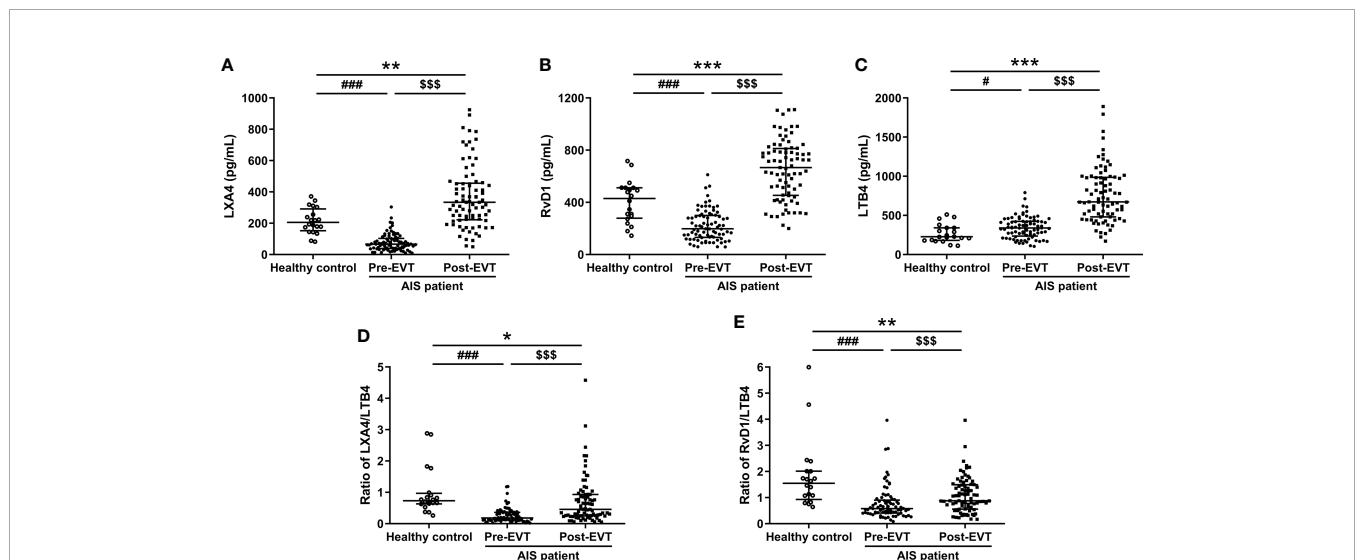 A
**
### $$$
LXA4 (pg/mL)
1000
800
600
400
200
0
Healthy control Pre-EVT Post-EVT
AIS patient
B
***
### $$$
RvD1 (pg/mL)
1200
800
400
0
Healthy control Pre-EVT Post-EVT
AIS patient
C
***
# $$$
LTB4 (pg/mL)
2000
1500
1000
500
0
Healthy control Pre-EVT Post-EVT
AIS patient
D
*
### $$$
Ratio of LXA4/LTB4
5
4
3
2
1
0
Healthy control Pre-EVT Post-EVT
AIS patient
E
**
### $$$
Ratio of RvD1/LTB4
6
5
4
3
2
1
0
Healthy control Pre-EVT Post-EVT
AIS patient